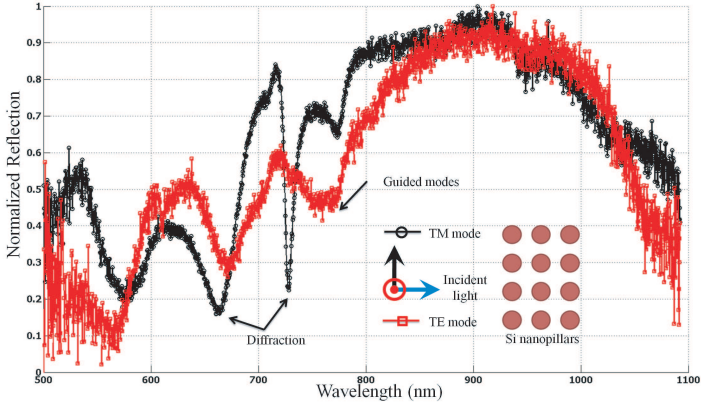 1
0.9
0.8
0.7
0.6
0.5
0.4
0.3
0.2
0.1
0
Normalized Reflection
Guided modes
TM mode
Incident
light
TE mode
Diffraction
Si nanopillars
500
600
700
800
900
1000
1100
Wavelength (nm)